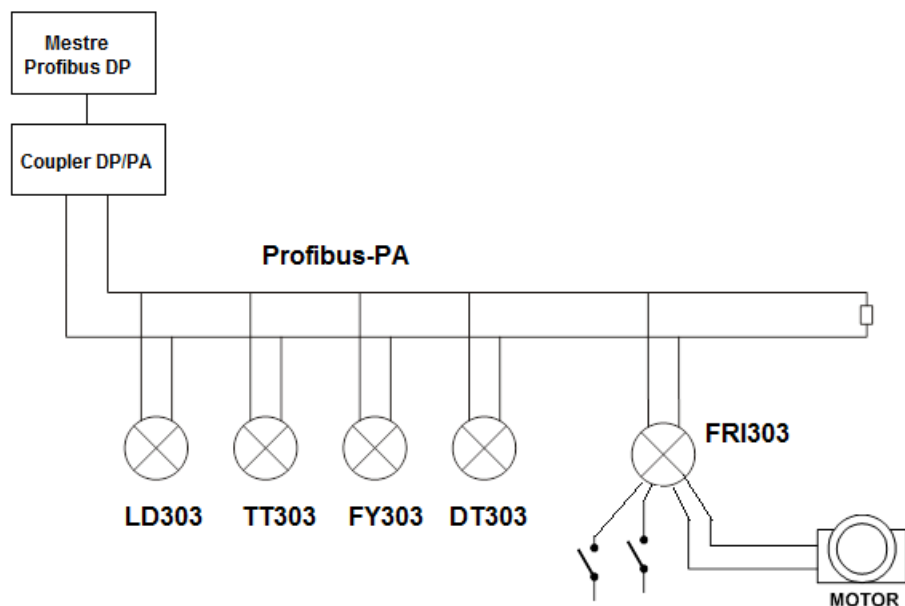 Mestre
Profibus DP
Coupler DP/PA
Profibus-PA
FRI303
LD303
TT303
FY303
DT303
MOTOR